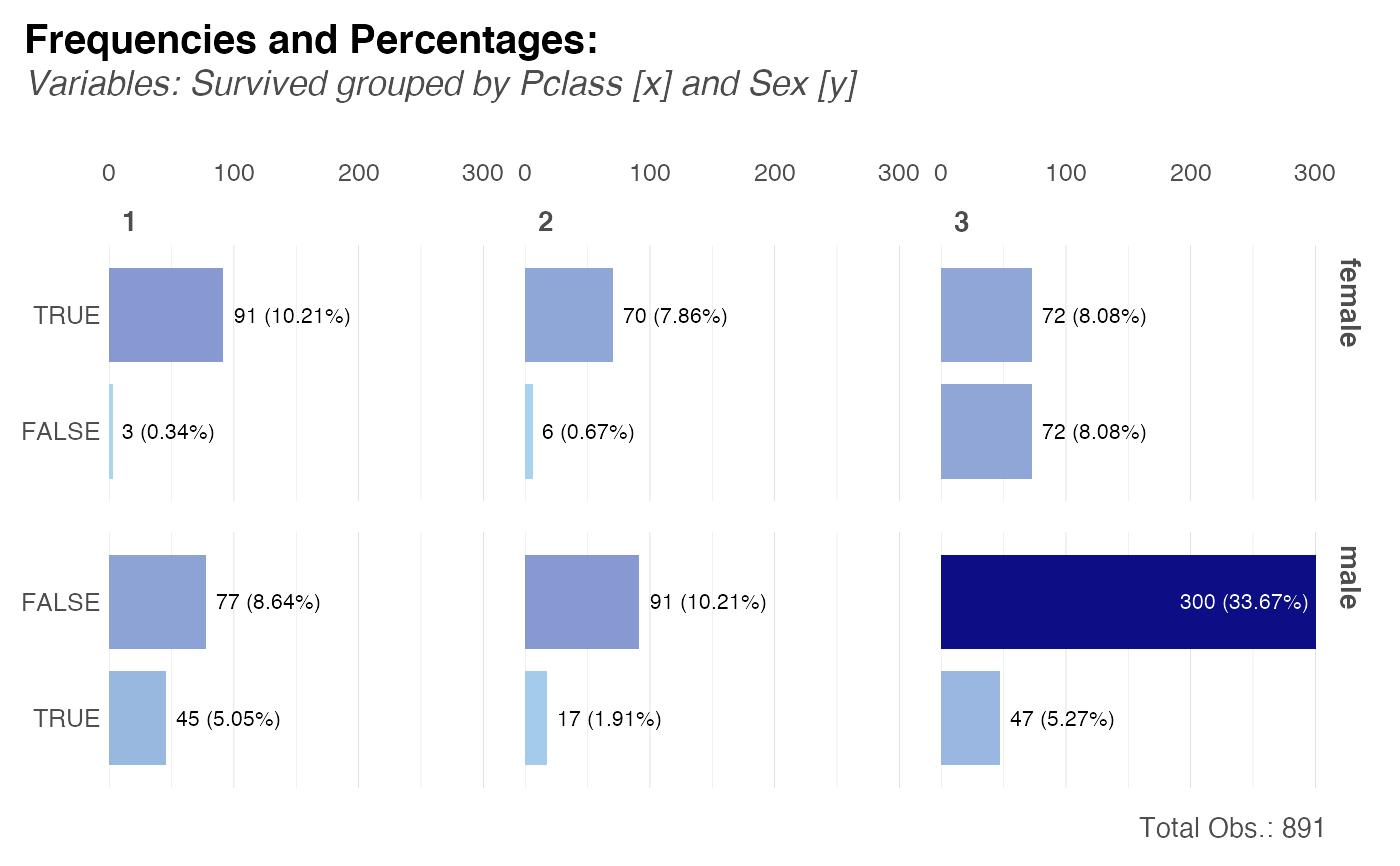 Frequencies and Percentages:
Variables: Survived grouped by Pclass [x] and Sex [y]
0 100 200 300 0 100 200 300 0 100 200 300
1 2 3
female
TRUE 91 (10.21%) 70 (7.86%) 72 (8.08%)
FALSE 3 (0.34%) 6 (0.67%) 72 (8.08%)
male
FALSE 77 (8.64%) 91 (10.21%) 300 (33.67%)
TRUE 45 (5.05%) 17 (1.91%) 47 (5.27%)
Total Obs.: 891